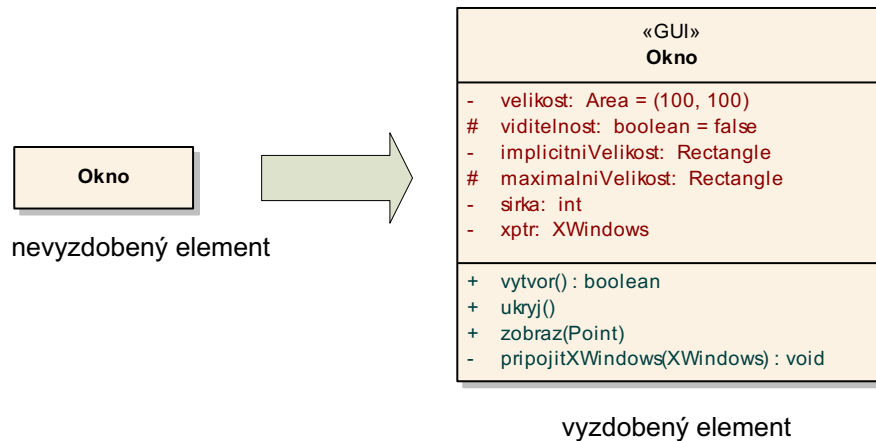 Okno
nevyzdobený element
«GUI»
Okno
- velikost: Area = (100, 100)
# viditelnost: boolean = false
- implicitniVelikost: Rectangle
# maximalniVelikost: Rectangle
- sirka: int
- xptr: XWindows
+ vytvor() : boolean
+ ukryj()
+ zobraz(Point)
- pripojitXWindows(XWindows) : void
vyzdobený element